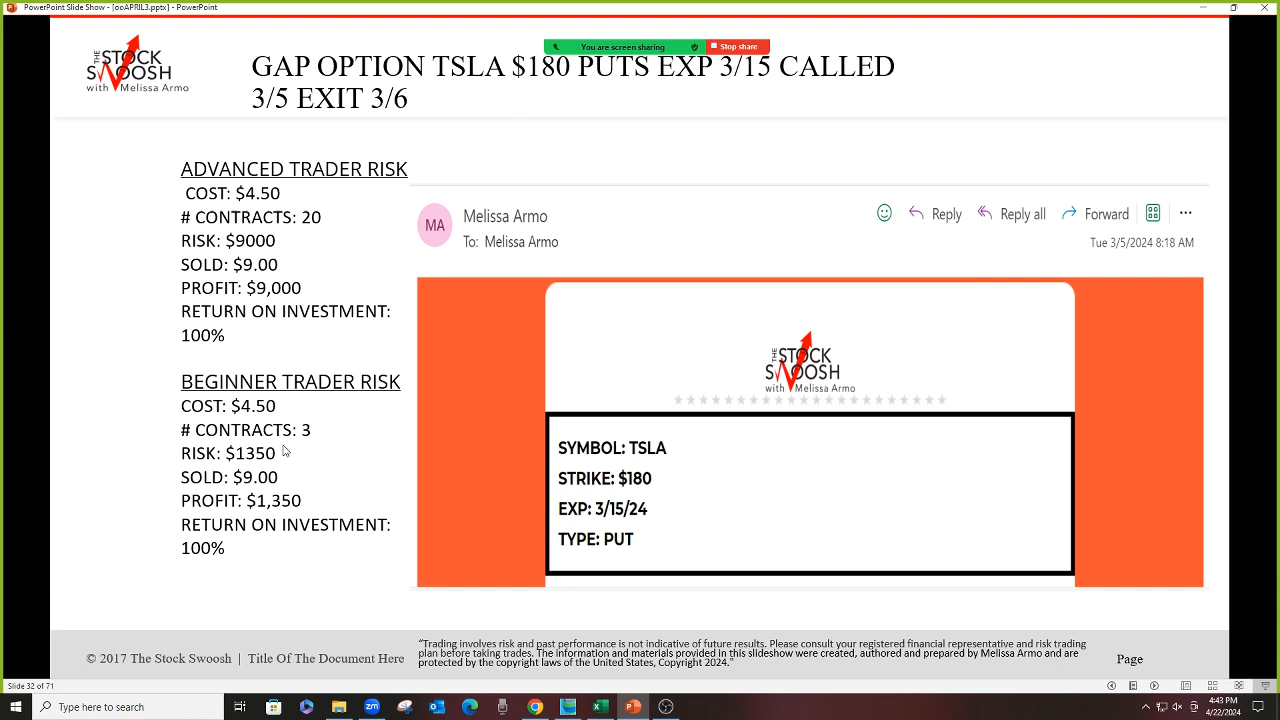 PowerPoint Slide Show - [ooAPRIL3.pptx] - PowerPoint
You are screen sharing
Stop share
THE STOCK SWOOSH
with Melissa Armo
GAP OPTION TSLA $180 PUTS EXP 3/15 CALLED
3/5 EXIT 3/6
ADVANCED TRADER RISK
COST: $4.50
# CONTRACTS: 20
RISK: $9000
SOLD: $9.00
PROFIT: $9,000
RETURN ON INVESTMENT:
100%
BEGINNER TRADER RISK
COST: $4.50
# CONTRACTS: 3
RISK: $1350
SOLD: $9.00
PROFIT: $1,350
RETURN ON INVESTMENT:
100%
MA
Melissa Armo
To: Melissa Armo
Reply
Reply all
Forward
Tue 3/5/2024 8:18 AM
THE STOCK SWOOSH
with Melissa Armo
SYMBOL: TSLA
STRIKE: $180
EXP: 3/15/24
TYPE: PUT
© 2017 The Stock Swoosh | Title Of The Document Here
"Trading involves risk and past performance is not indicative of future results. Please consult your registered financial representative and risk trading
plan before taking trades. The information and materials provided in this slideshow were created, authored and prepared by Melissa Armo and are
protected by the copyright laws of the United States, Copyright 2024."
Page
Slide 32 of 71
Type here to search
4:43 PM
4/22/2024